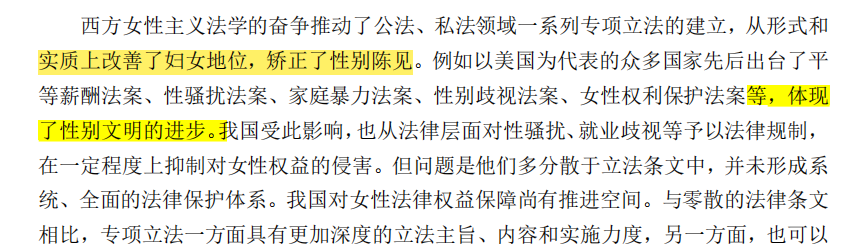 西方女性主义法学的奋争推动了公法、私法领域一系列专项立法的建立，从形式和
实质上改善了妇女地位，矫正了性别陈见。例如以美国为代表的众多国家先后出台了平
等薪酬法案、性骚扰法案、家庭暴力法案、性别歧视法案、女性权利保护法案等，体现
了性别文明的进步。我国受此影响，也从法律层面对性骚扰、就业歧视等予以法律规制，
在一定程度上抑制对女性权益的侵害。但问题是他们多分散于立法条文中，并未形成系
统、全面的法律保护体系。我国对女性法律权益保障尚有推进空间。与零散的法律条文
相比，专项立法一方面具有更加深度的立法主旨、内容和实施力度，另一方面，也可以